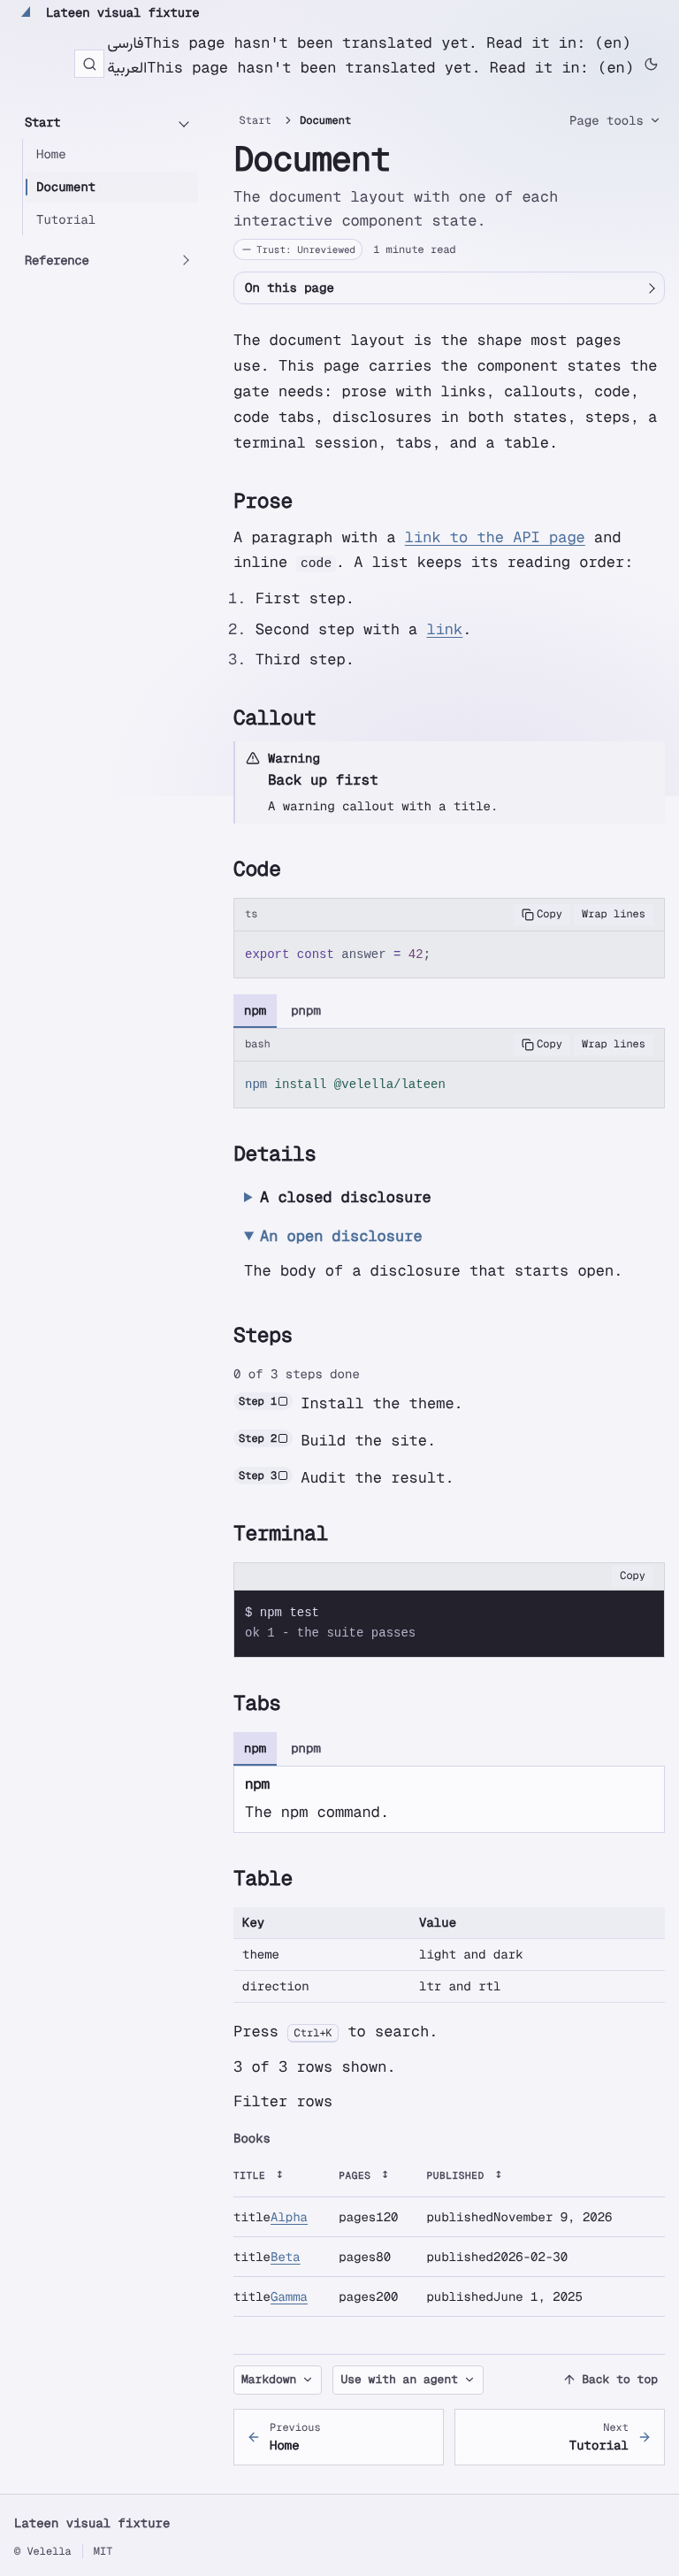 Lateen visual fixture
فارسیThis page hasn't been translated yet. Read it in: (en)
العربيةThis page hasn't been translated yet. Read it in: (en)
Start
Home
Document
Tutorial
Reference
Start > Document
Page tools
Document
The document layout with one of each
interactive component state.
— Trust: Unreviewed
1 minute read
On this page
The document layout is the shape most pages
use. This page carries the component states the
gate needs: prose with links, callouts, code,
code tabs, disclosures in both states, steps, a
terminal session, tabs, and a table.
Prose
A paragraph with a link to the API page and
inline code. A list keeps its reading order:
1. First step.
2. Second step with a link.
3. Third step.
Callout
Warning
Back up first
A warning callout with a title.
Code
ts
Copy Wrap lines
export const answer = 42;
npm pnpm
bash
Copy Wrap lines
npm install @velella/lateen
Details
A closed disclosure
An open disclosure
The body of a disclosure that starts open.
Steps
0 of 3 steps done
Step 1 Install the theme.
Step 2 Build the site.
Step 3 Audit the result.
Terminal
Copy
$ npm test
ok 1 - the suite passes
Tabs
npm pnpm
npm
The npm command.
Table
Key Value
theme light and dark
direction ltr and rtl
Press Ctrl+K to search.
3 of 3 rows shown.
Filter rows
Books
TITLE ↕ PAGES ↕ PUBLISHED ↕
titleAlpha pages120 publishedNovember 9, 2026
titleBeta pages80 published2026-02-30
titleGamma pages200 publishedJune 1, 2025
Markdown
Use with an agent
↑ Back to top
← Previous
Home
Next →
Tutorial
Lateen visual fixture
© Velella | MIT